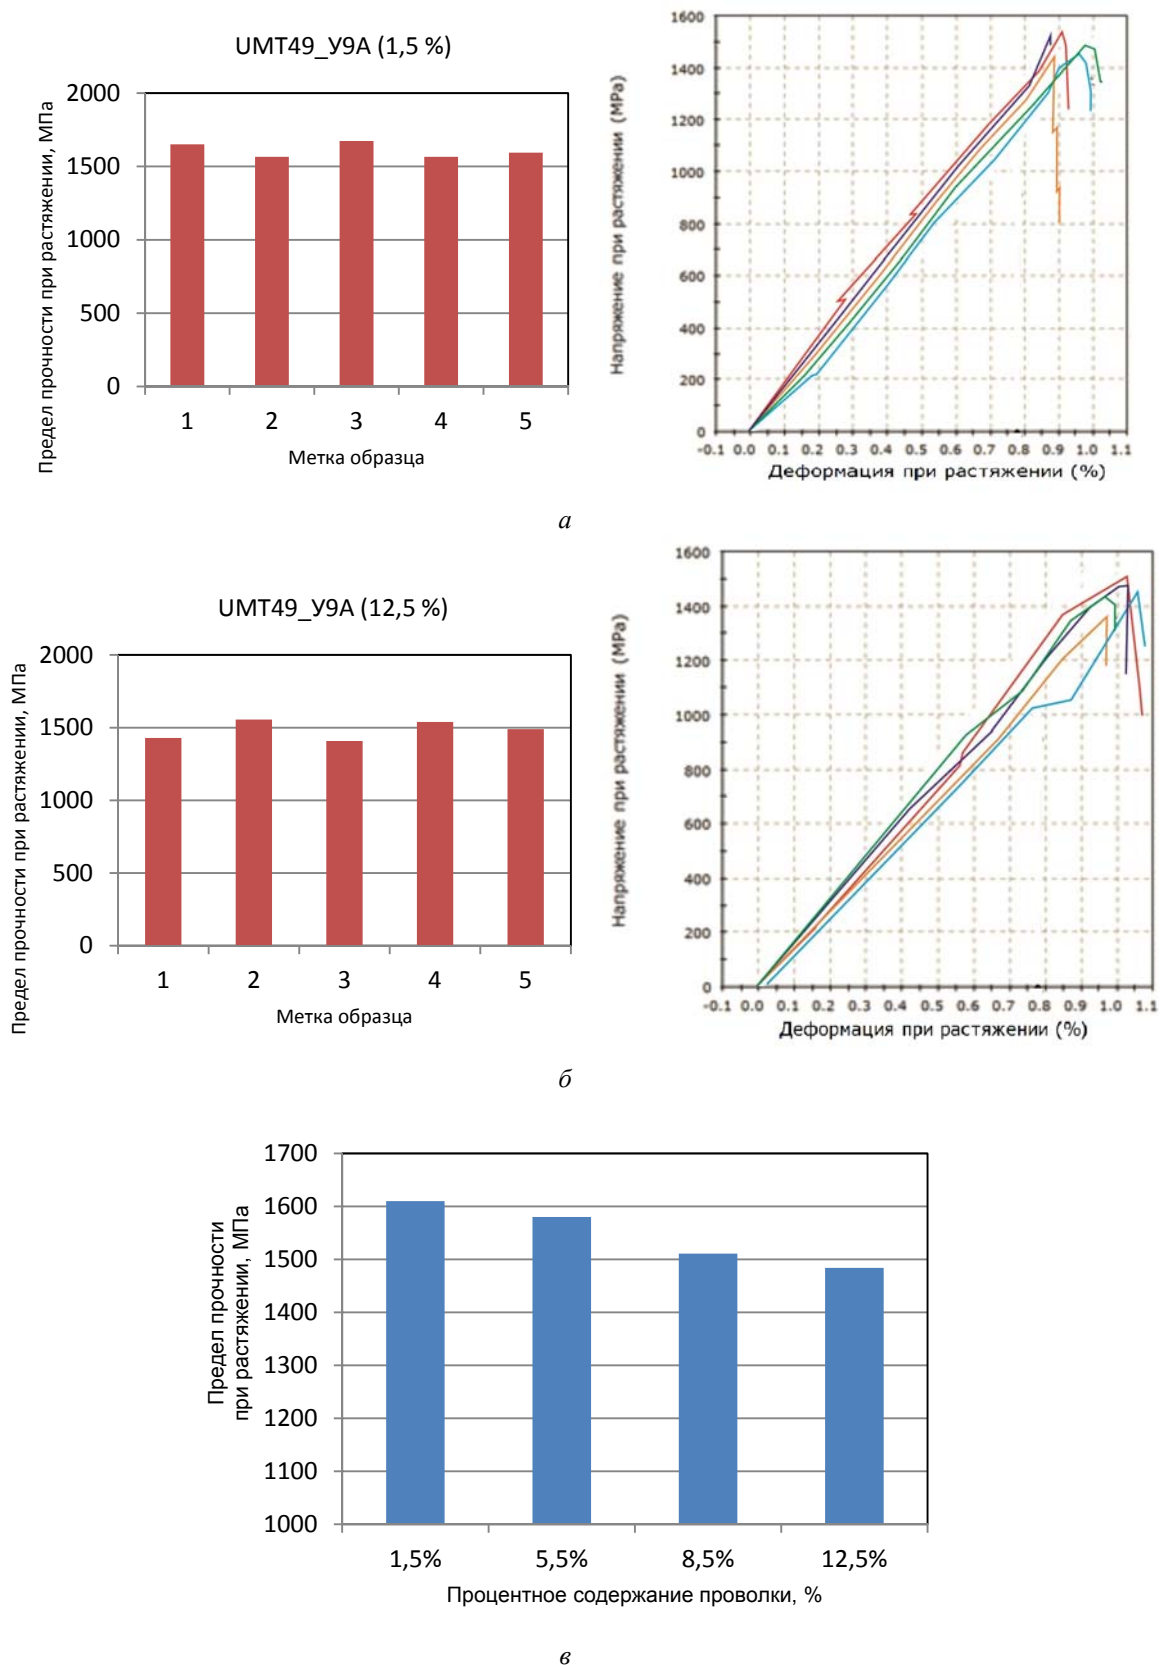 UMT49_У9А (1,5 %)
Предел прочности при растяжении, МПа
2000
1500
1000
500
0
1 2 3 4 5
Метка образца
Напряжение при растяжении (MPa)
1600
1400
1200
1000
800
600
400
200
0
-0.1 0.0 0.1 0.2 0.3 0.4 0.5 0.6 0.7 0.8 0.9 1.0 1.1
Деформация при растяжении (%)
а
UMT49_У9А (12,5 %)
Предел прочности при растяжении, МПа
2000
1500
1000
500
0
1 2 3 4 5
Метка образца
Напряжение при растяжении (MPa)
1600
1400
1200
1000
800
600
400
200
0
-0.1 0.0 0.1 0.2 0.3 0.4 0.5 0.6 0.7 0.8 0.9 1.0 1.1
Деформация при растяжении (%)
б
Предел прочности
при растяжении, МПа
1700
1600
1500
1400
1300
1200
1100
1000
1,5% 5,5% 8,5% 12,5%
Процентное содержание проволки, %
в